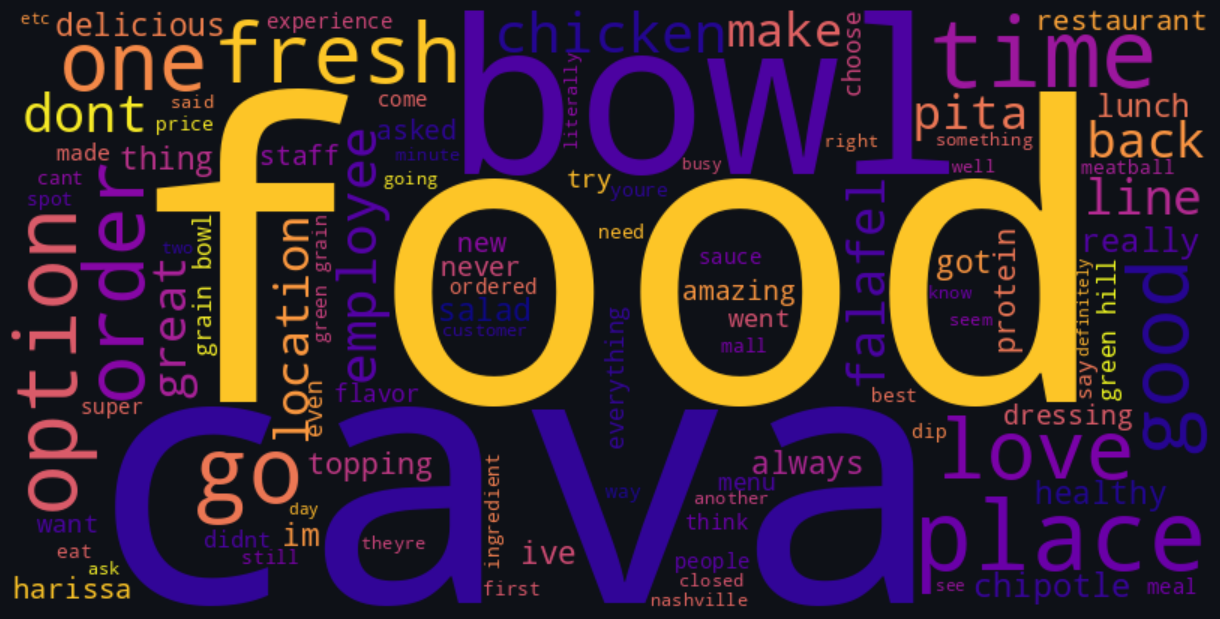 etc
delicious
experience
one
fresh
bowl
chicken
make
choose
time
restaurant
dont
said
price
come
literally
pita
lunch
asked
right
something
back
made
thing
staff
employee
minute
busy
well
meatball
cant
spot
going
try
youre
line
food
order
option
two
grain bowl
location
green grain
great
need
falafel
really
new
never
ordered
salad
customer
sauce
amazing
went
mall
got
know
seem
protein
definitely
say
green hill
good
everything
super
even
flavor
best
dressing
dip
cava
go
topping
always
love
menu
another
healthy
ingredient
way
want
day
didnt
im
still
theyre
ive
think
place
eat
ask
harissa
first
people
closed
nashville
see
chipotle
meal